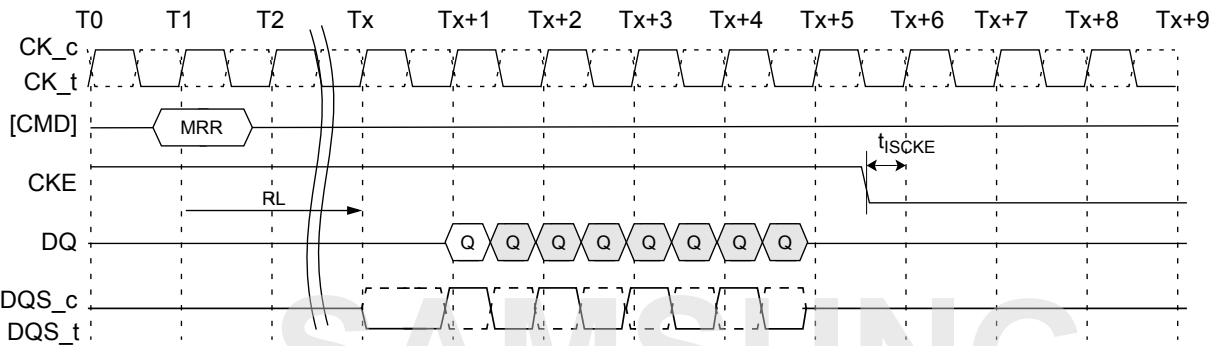 T0 T1 T2 Tx Tx+1 Tx+2 Tx+3 Tx+4 Tx+5 Tx+6 Tx+7 Tx+8 Tx+9
CK_c
CK_t
[CMD] MRR
tISCKE
CKE
RL
DQ Q Q Q Q Q Q Q Q
DQS_c
DQS_t
SAMSUNG